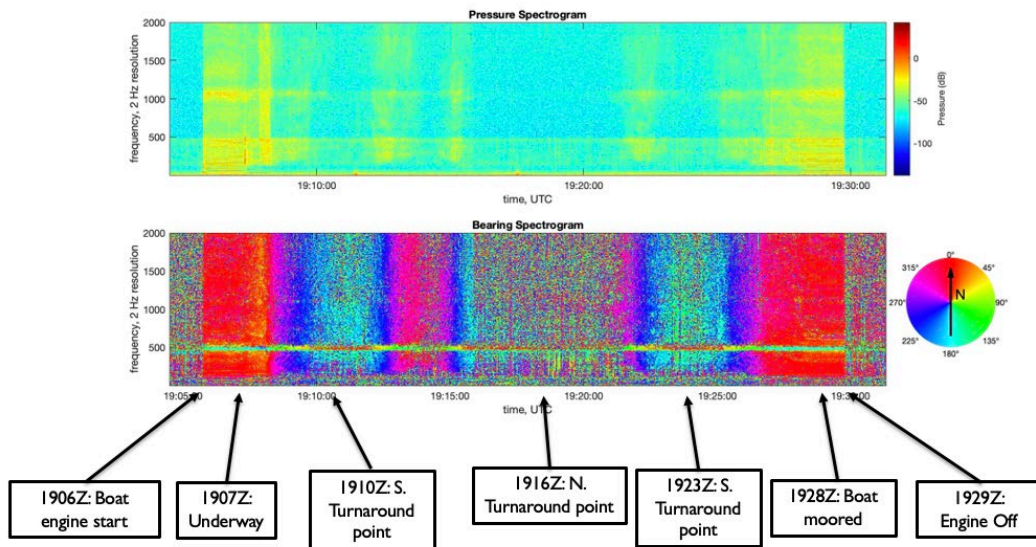 Pressure Spectrogram
2000
1500
1000
500
frequency, 2 Hz resolution
19:10:00
19:20:00
19:30:00
time, UTC
0
-50
-100
Pressure (dB)
Bearing Spectrogram
2000
1500
1000
500
0
frequency, 2 Hz resolution
19:05:00
19:10:00
19:15:00
19:20:00
19:25:00
19:30:00
time, UTC
0°
315°
45°
N
270°
90°
225°
135°
180°
1906Z: Boat
engine start
1907Z:
Underway
1910Z: S.
Turnaround
point
1916Z: N.
Turnaround point
1923Z: S.
Turnaround
point
1928Z: Boat
moored
1929Z:
Engine Off